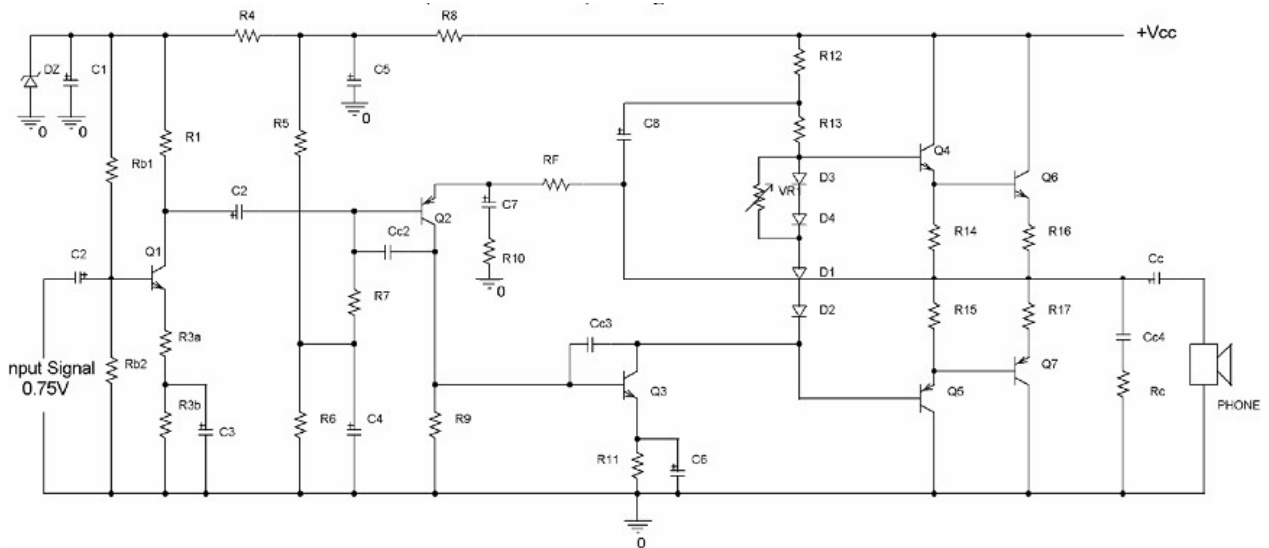 R4
R8
+Vcc
DZ
C1
C5
R12
0
0
0
R1
R5
C8
R13
Rb1
RF
Q4
D3
VR1
Q6
C2
C7
D4
Q2
R14
R16
Cc2
Q1
R10
C2
Cc
D1
0
R7
D2
R15
R17
R3a
Cc3
Cc4
nput Signal
0.75V
Rb2
Q7
Q3
Q5
Rc
R3b
R6
C4
R9
PHONE
C3
R11
C6
0